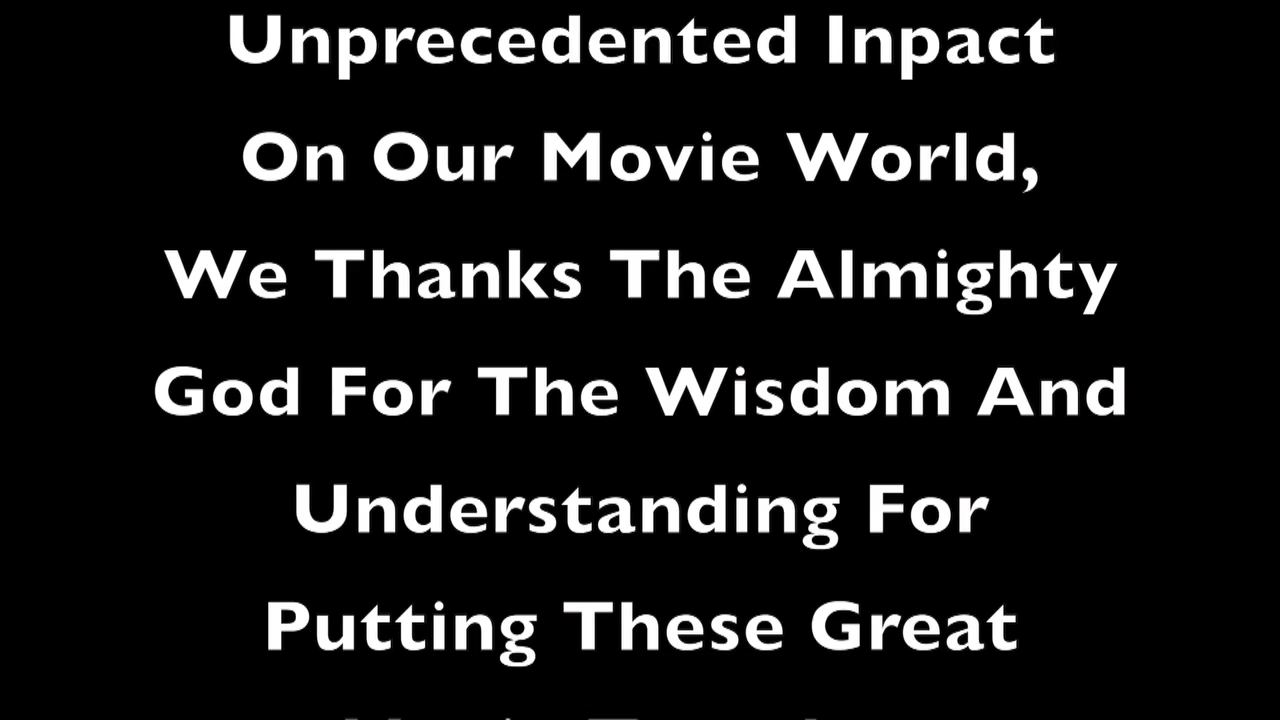 Unprecedented Inpact
On Our Movie World,
We Thanks The Almighty
God For The Wisdom And
Understanding For
Putting These Great